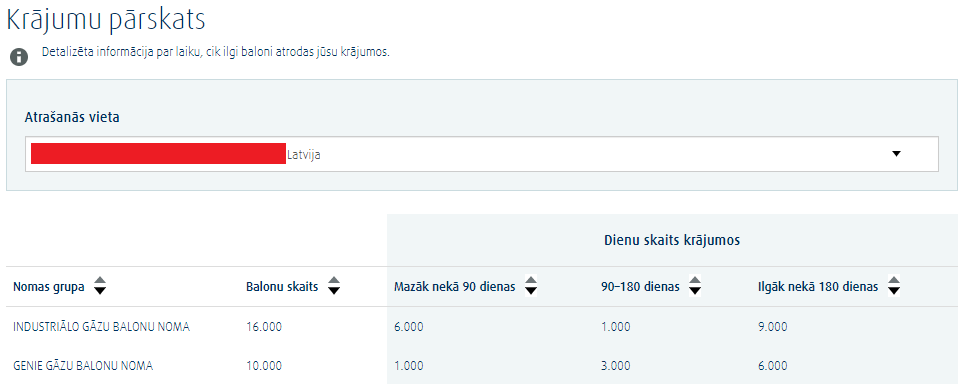 Krājumu pārskats
Detalizēta informācija par laiku, cik ilgi baloni atrodas jūsu krājumos.
Atrašanās vieta
Latvija
Dienu skaits krājumos
Nomas grupa Balonu skaits Mazāk nekā 90 dienas 90-180 dienas Ilgāk nekā 180 dienas
INDUSTRIĀLO GĀZU BALONU NOMA 16.000 6.000 1.000 9.000
GENIE GĀZU BALONU NOMA 10.000 1.000 3.000 6.000